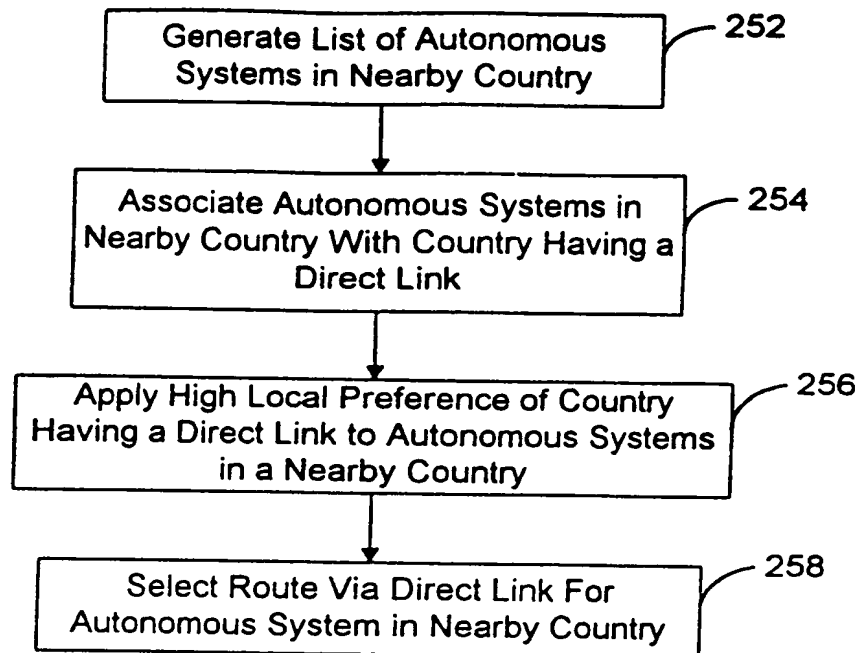 Generate List of Autonomous
Systems in Nearby Country
252
Associate Autonomous Systems in
Nearby Country With Country Having a
Direct Link
254
Apply High Local Preference of Country
Having a Direct Link to Autonomous Systems
in a Nearby Country
256
Select Route Via Direct Link For
Autonomous System in Nearby Country
258